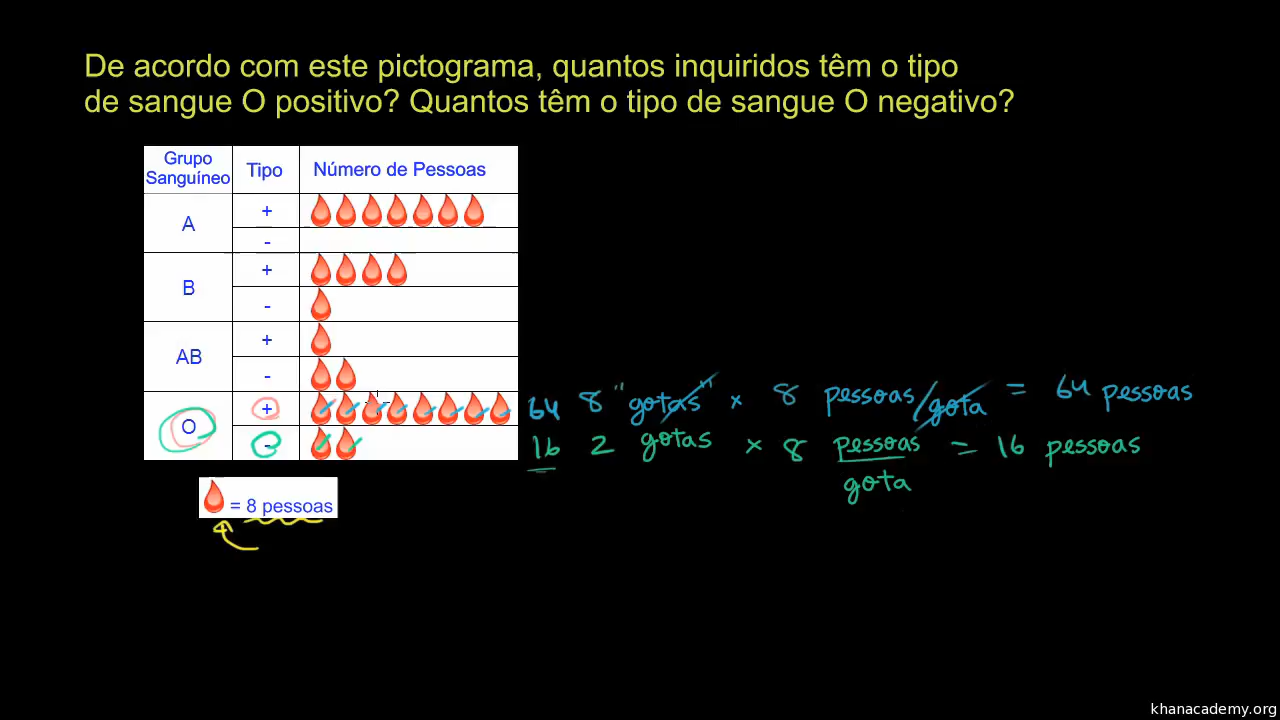 De acordo com este pictograma, quantos inquiridos têm o tipo
de sangue O positivo? Quantos têm o tipo de sangue O negativo?
Grupo
Sanguíneo
Tipo
Número de Pessoas
A
+
-
B
+
-
AB
+
-
O
+
-
64 8 "gotas" × 8 pessoas/gota = 64 pessoas
16 2 gotas × 8 pessoas = 16 pessoas
gota
= 8 pessoas
khanacademy.org